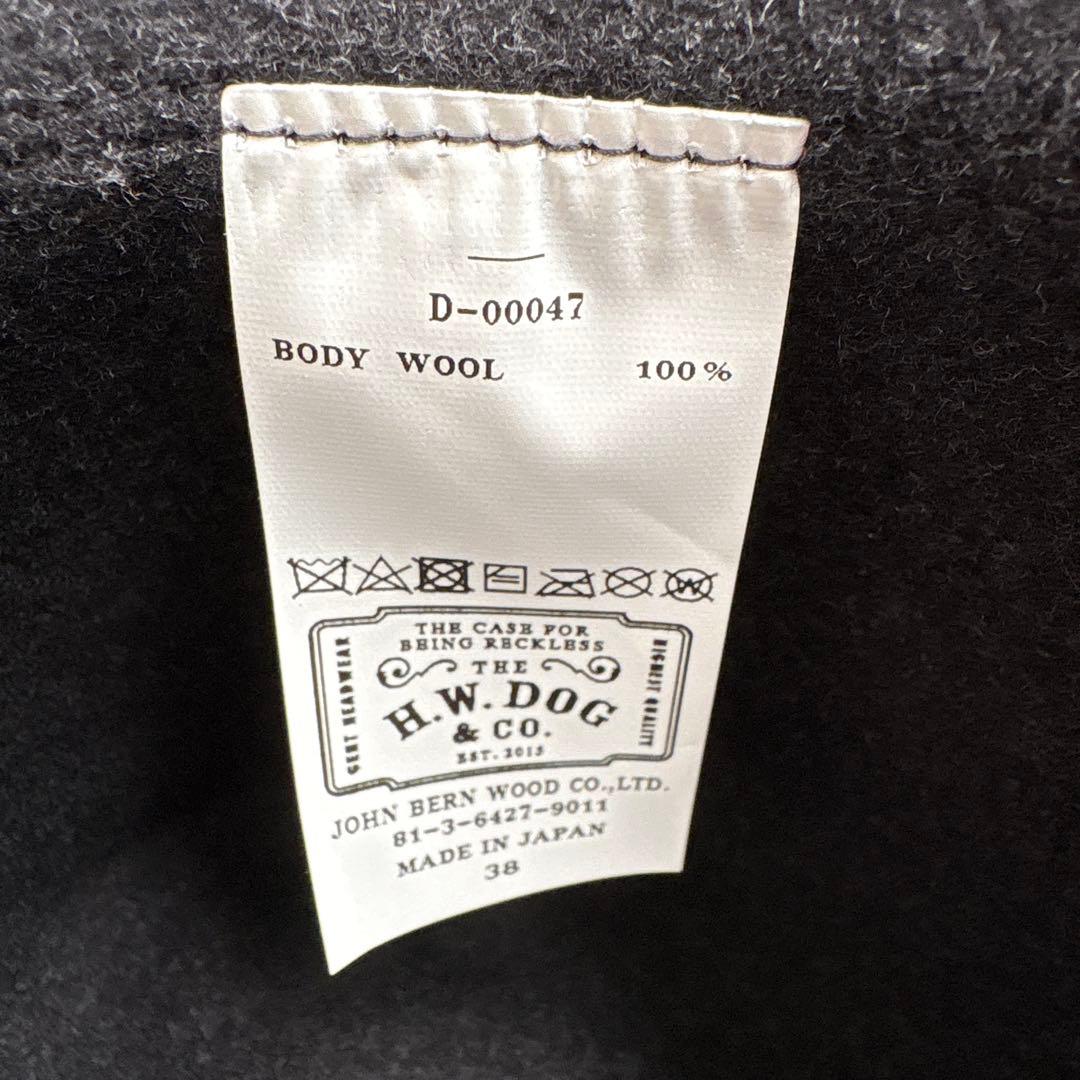 D-00047
BODY WOOL 100%
THE CASE FOR
BEING RECKLESS
THE
H.W.DOG
& CO.
EST. 2015
GENT HEADWEAR
HIGHEST QUALITY
JOHN BERN WOOD CO.,LTD.
81-3-6427-9011
MADE IN JAPAN
38